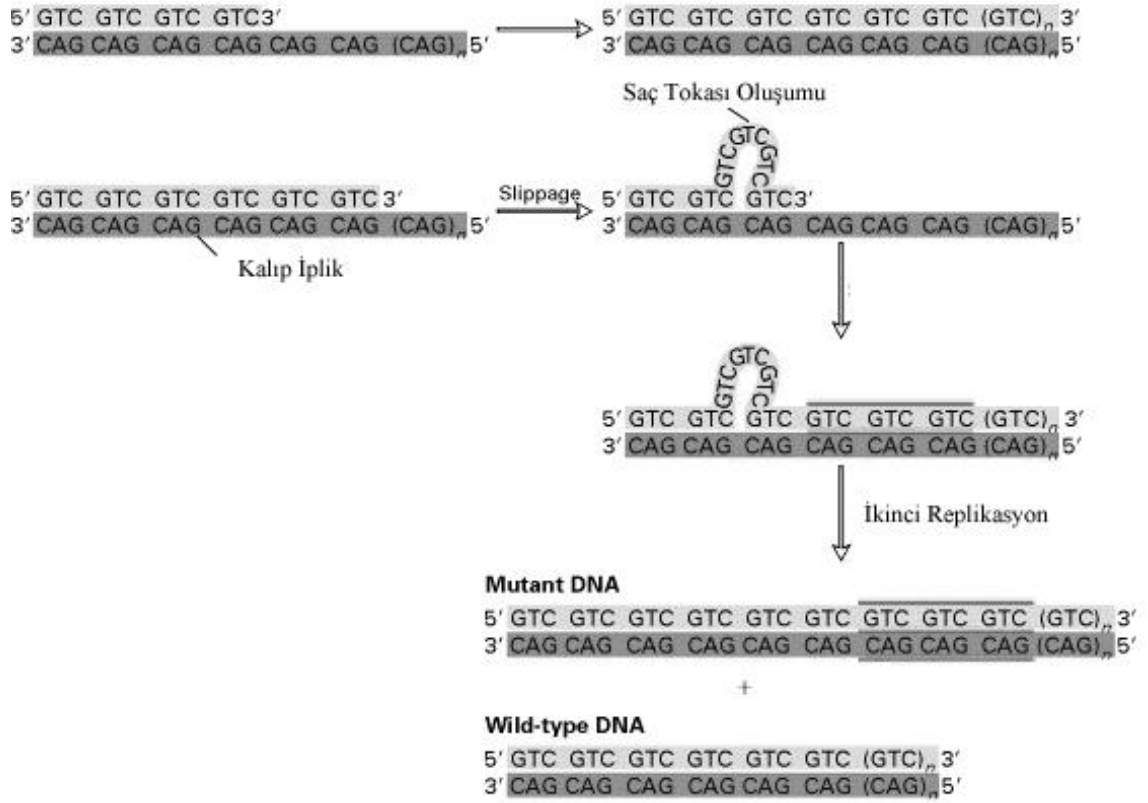 5′ GTC GTC GTC GTC3′
3′ CAG CAG CAG CAG CAG CAG (CAG)n 5′
5′ GTC GTC GTC GTC GTC GTC (GTC)n 3′
3′ CAG CAG CAG CAG CAG CAG (CAG)n 5′
Saç Tokası Oluşumu
GTC GTC GTC
5′ GTC GTC GTC GTC GTC GTC 3′
3′ CAG CAG CAG CAG CAG CAG (CAG)n 5′
Kalıp İplik
Slippage
5′ GTC GTC GTC3′
3′ CAG CAG CAG CAG CAG CAG (CAG)n 5′
GTC GTC GTC
5′ GTC GTC GTC GTC GTC GTC (GTC)n 3′
3′ CAG CAG CAG CAG CAG CAG (CAG)n 5′
İkinci Replikasyon
Mutant DNA
5′ GTC GTC GTC GTC GTC GTC GTC GTC GTC (GTC)n 3′
3′ CAG CAG CAG CAG CAG CAG CAG CAG CAG (CAG)n 5′
+
Wild-type DNA
5′ GTC GTC GTC GTC GTC GTC (GTC)n 3′
3′ CAG CAG CAG CAG CAG CAG (CAG)n 5′